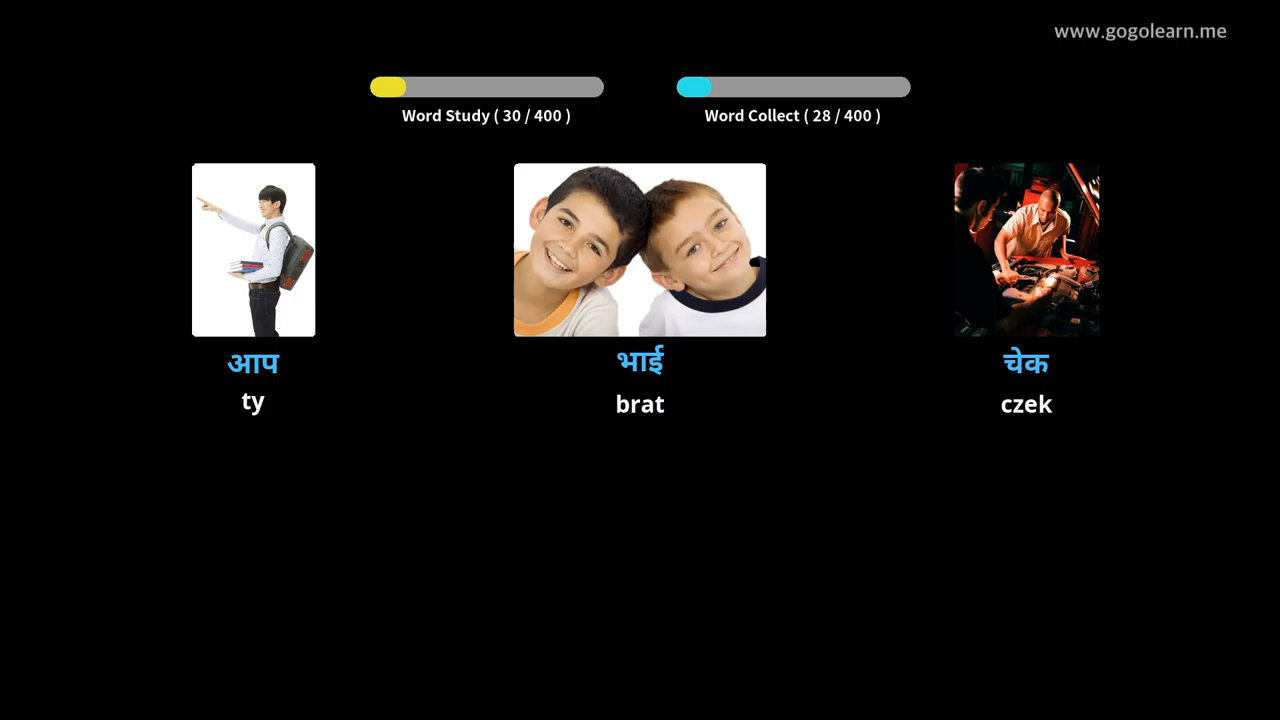 www.gogolearn.me
Word Study ( 30 / 400 )
Word Collect ( 28 / 400 )
आप
भाई
चेक
ty
brat
czek